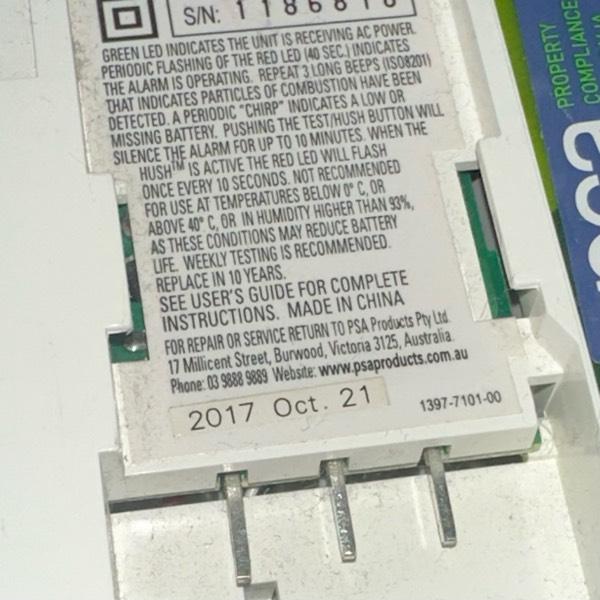 S/N: 1186816
GREEN LED INDICATES THE UNIT IS RECEIVING AC POWER.
PERIODIC FLASHING OF THE RED LED (40 SEC.) INDICATES
THE ALARM IS OPERATING. REPEAT 3 LONG BEEPS (ISO8201)
THAT INDICATES PARTICLES OF COMBUSTION HAVE BEEN
DETECTED. A PERIODIC "CHIRP" INDICATES A LOW OR
MISSING BATTERY. PUSHING THE TEST/HUSH BUTTON WILL
SILENCE THE ALARM FOR UP TO 10 MINUTES. WHEN THE
HUSH™ IS ACTIVE THE RED LED WILL FLASH
ONCE EVERY 10 SECONDS. NOT RECOMMENDED
FOR USE AT TEMPERATURES BELOW 0° C, OR
ABOVE 40° C, OR IN HUMIDITY HIGHER THAN 93%,
AS THESE CONDITIONS MAY REDUCE BATTERY
LIFE. WEEKLY TESTING IS RECOMMENDED.
REPLACE IN 10 YEARS.
SEE USER'S GUIDE FOR COMPLETE
INSTRUCTIONS. MADE IN CHINA
FOR REPAIR OR SERVICE RETURN TO PSA Products Pty Ltd.
17 Millicent Street, Burwood, Victoria 3125, Australia.
Phone: 03 9888 9889 Website: www.psaproducts.com.au
2017 Oct. 21
1397-7101-00
PROPERTY
COMPLIANCE